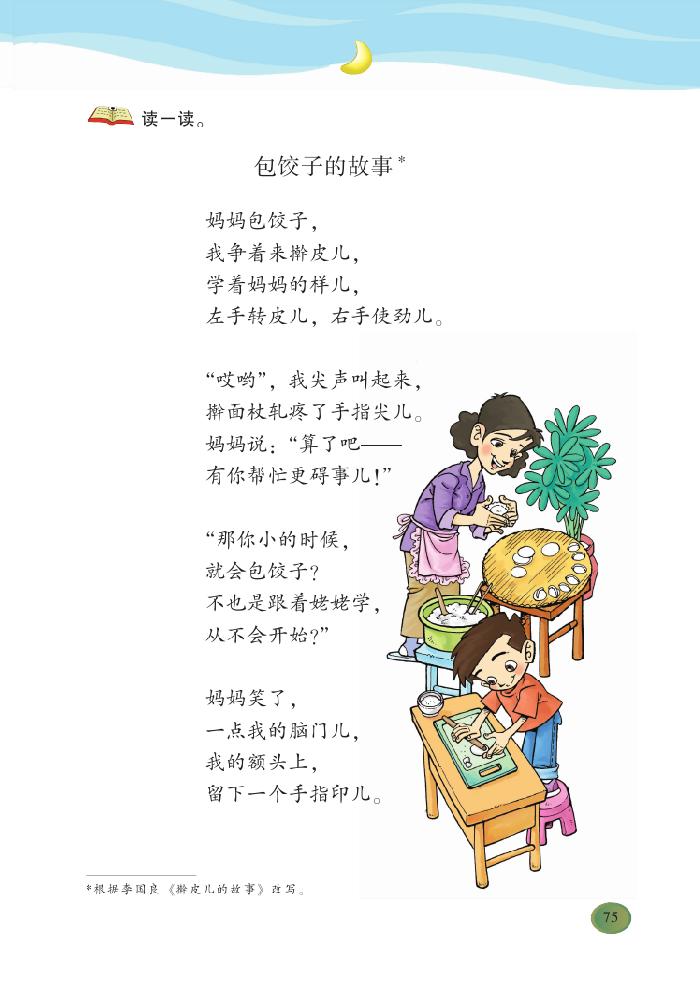 读一读。
包饺子的故事*
妈妈包饺子，
我争着来擀皮儿，
学着妈妈的样儿，
左手转皮儿，右手使劲儿。
“哎哟”，我尖声叫起来，
擀面杖轧疼了手指尖儿。
妈妈说：“算了吧——
有你帮忙更碍事儿！”
“那你小的时候，
就会包饺子？
不也是跟着姥姥学，
从不会开始？”
妈妈笑了，
一点我的脑门儿，
我的额头上，
留下一个手指印儿。
*根据李国良《擀皮儿的故事》改写。
75